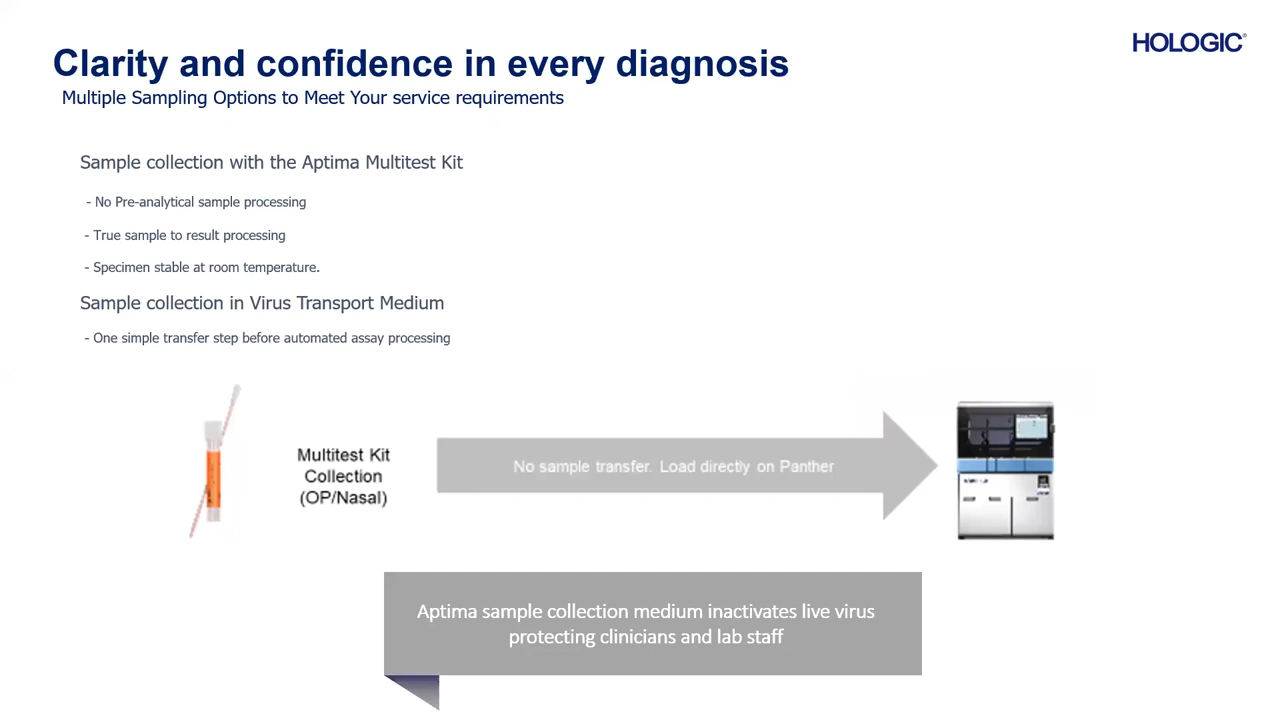 HOLOGIC®
Clarity and confidence in every diagnosis
Multiple Sampling Options to Meet Your service requirements
Sample collection with the Aptima Multitest Kit
- No Pre-analytical sample processing
- True sample to result processing
- Specimen stable at room temperature.
Sample collection in Virus Transport Medium
- One simple transfer step before automated assay processing
Multitest Kit
Collection
(OP/Nasal)
No sample transfer. Load directly on Panther
Aptima sample collection medium inactivates live virus
protecting clinicians and lab staff